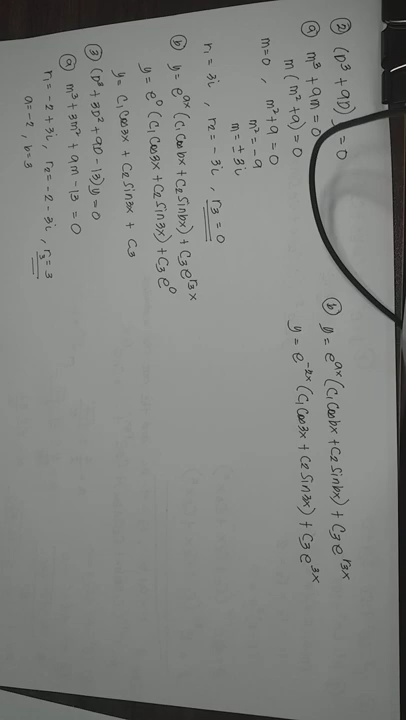 ② (D³ + 9D) = 0
ⓐ m³ + 9m = 0
m (m² + 9) = 0
m = 0 , m² + 9 = 0
m² = -9
m = ± 3i
r₁ = 3i , r₂ = - 3i , r₃ = 0
ⓑ y = e^ax (C₁ Cos bx + C₂ Sin bx) + C₃ e^r₃x
y = e⁰ (C₁ Cos 3x + C₂ Sin 3x) + C₃ e⁰
y = C₁ Cos 3x + C₂ Sin 3x + C₃
③ (D³ + 3D² + 9D - 13) y = 0
ⓐ m³ + 3m² + 9m - 13 = 0
r₁ = -2 + 3i , r₂ = -2 - 3i , r₃ = 3
a = -2 , b = 3
ⓑ y = e^ax (C₁ Cos bx + C₂ Sin bx) + C₃ e^r₃x
y = e^-2x (C₁ Cos 3x + C₂ Sin 3x) + C₃ e^3x